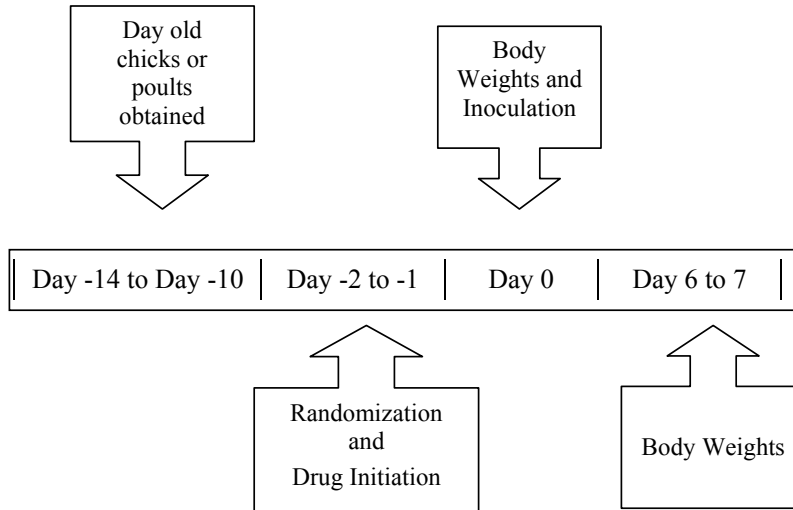 Day old
chicks or
poults
obtained
Body
Weights and
Inoculation
Day -14 to Day -10
Day -2 to -1
Day 0
Day 6 to 7
Randomization
and
Drug Initiation
Body Weights